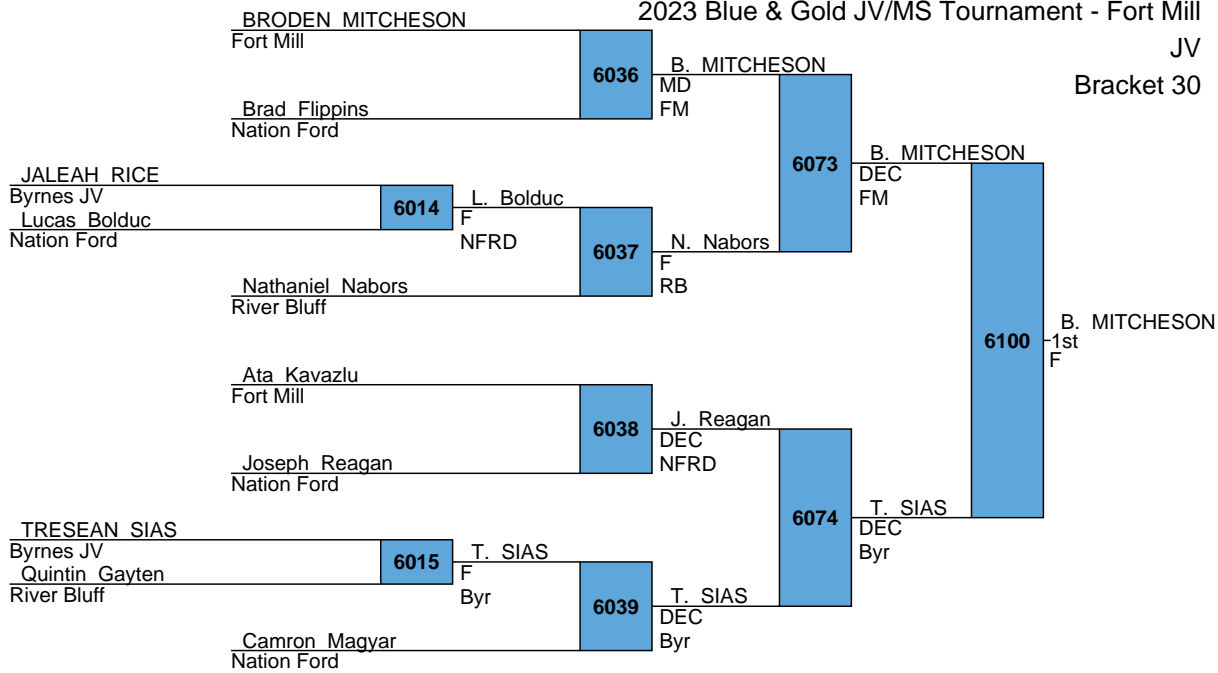 2023 Blue & Gold JV/MS Tournament - Fort Mill
JV
Bracket 30
BRODEN MITCHESON
Fort Mill
6036
Brad Flippins
Nation Ford
B. MITCHESON
MD
FM
JALEAH RICE
Byrnes JV
6014
Lucas Bolduc
Nation Ford
L. Bolduc
F
NFRD
6037
Nathaniel Nabors
River Bluff
N. Nabors
F
RB
6073
B. MITCHESON
DEC
FM
Ata Kavazlu
Fort Mill
6038
Joseph Reagan
Nation Ford
J. Reagan
DEC
NFRD
TRESEAN SIAS
Byrnes JV
6015
Quintin Gayten
River Bluff
T. SIAS
F
Byr
6039
Camron Magyar
Nation Ford
T. SIAS
DEC
Byr
6074
T. SIAS
DEC
Byr
6100
B. MITCHESON
1st
F